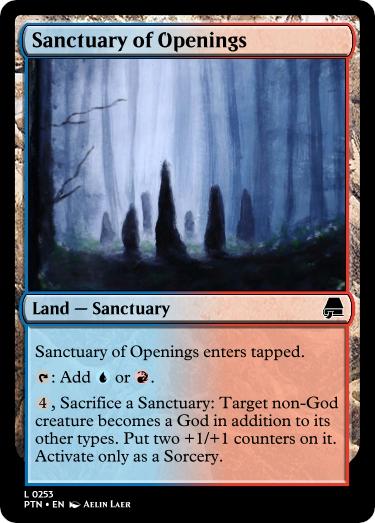 Sanctuary of Openings
Land — Sanctuary
Sanctuary of Openings enters tapped.
: Add or .
4 , Sacrifice a Sanctuary: Target non-God
creature becomes a God in addition to its
other types. Put two +1/+1 counters on it.
Activate only as a Sorcery.
L 0253
PTN • EN Aelin Laer